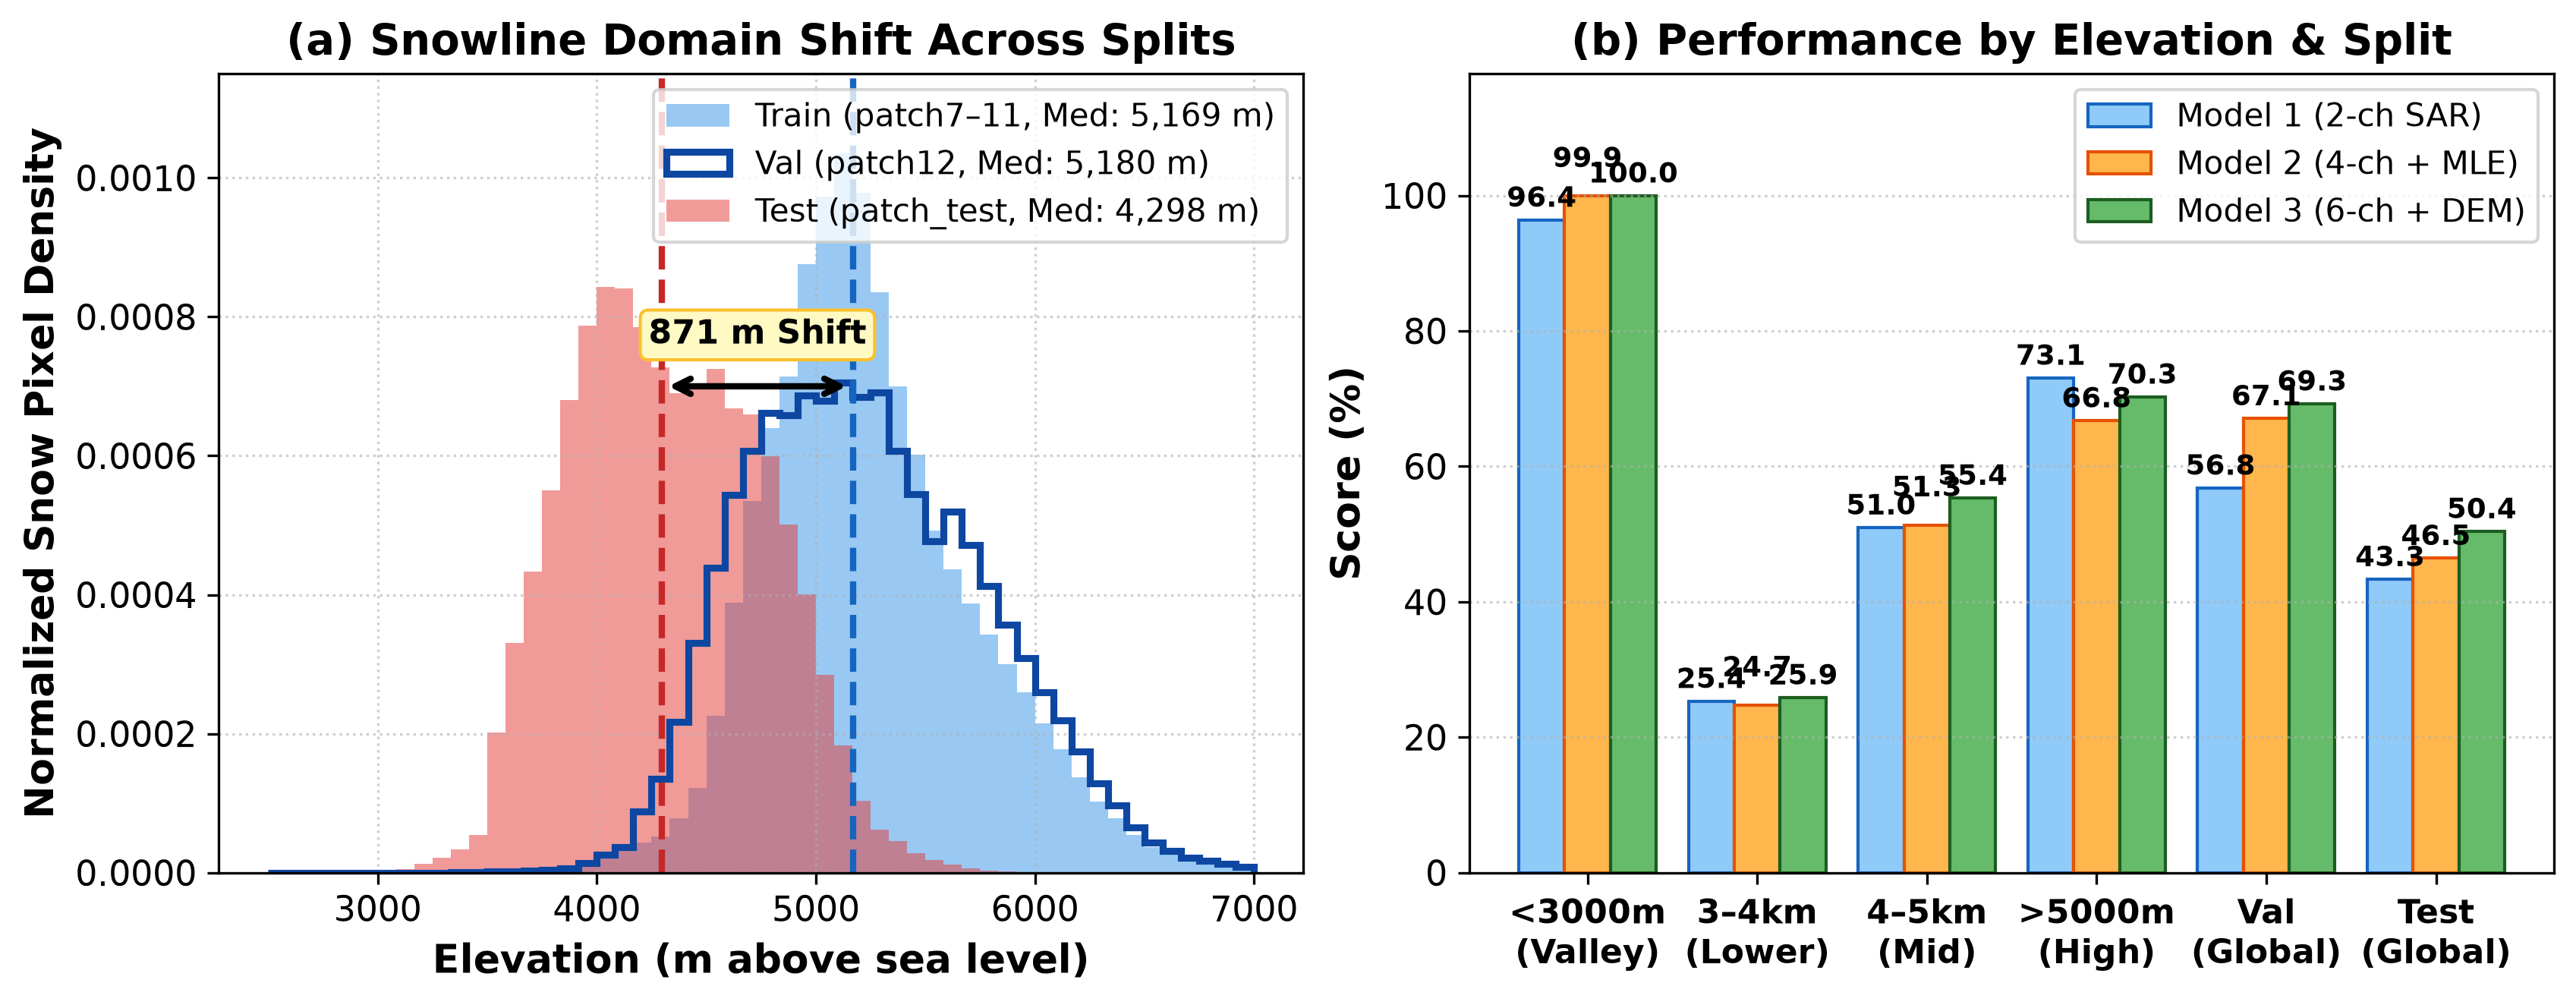 (a) Snowline Domain Shift Across Splits
Normalized Snow Pixel Density
0.0010
0.0008
0.0006
0.0004
0.0002
0.0000
Train (patch7–11, Med: 5,169 m)
Val (patch12, Med: 5,180 m)
Test (patch_test, Med: 4,298 m)
871 m Shift
3000 4000 5000 6000 7000
Elevation (m above sea level)
(b) Performance by Elevation & Split
Score (%)
100
80
60
40
20
0
Model 1 (2-ch SAR)
Model 2 (4-ch + MLE)
Model 3 (6-ch + DEM)
96.4 99.9 100.0
25.4 24.7 25.9
51.0 51.3 55.4
73.1 66.8 70.3
56.8 67.1 69.3
43.3 46.5 50.4
<3000m 3–4km 4–5km >5000m Val Test
(Valley) (Lower) (Mid) (High) (Global) (Global)